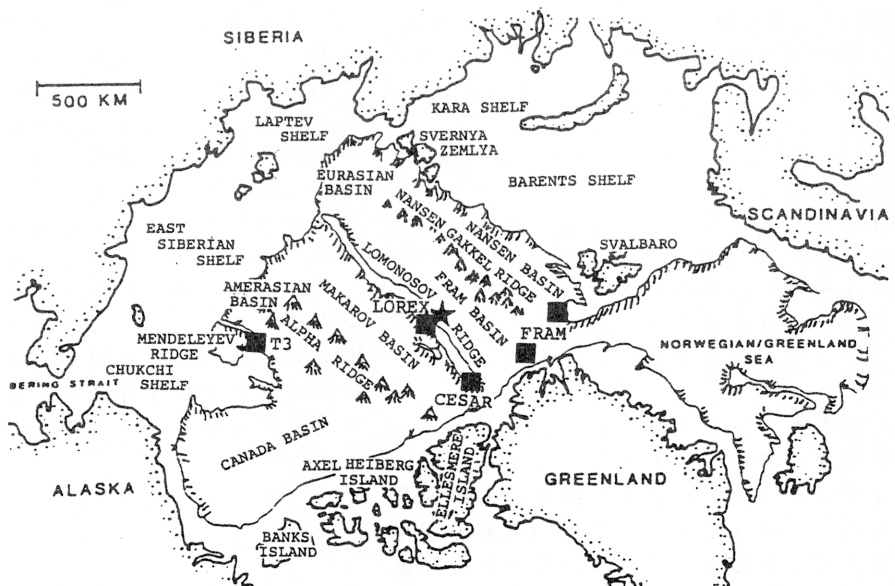 SIBERIA
500 KM
KARA SHELF
LAPTEV
SHELF
SVERNYA
ZEMLYA
EURASIAN
BASIN
BARENTS SHELF
NANSEN BASIN
NANSEN GAKKEL RIDGE
SCANDINAVIA
EAST
SIBERIAN
SHELF
SVALBARO
LOMONOSOV
RIDGE
FRAM BASIN
AMERASIAN
BASIN
MAKAROV BASIN
LOREX
FRAM
ALPHA
RIDGE
MENDELEYEV
RIDGE
T3
NORWEGIAN/GREENLAND
SEA
CHUKCHI
SHELF
BERING STRAIT
CESAR
CANADA BASIN
AXEL HEIBERG
ISLAND
ELLESMERE
ISLAND
GREENLAND
ALASKA
BANKS
ISLAND